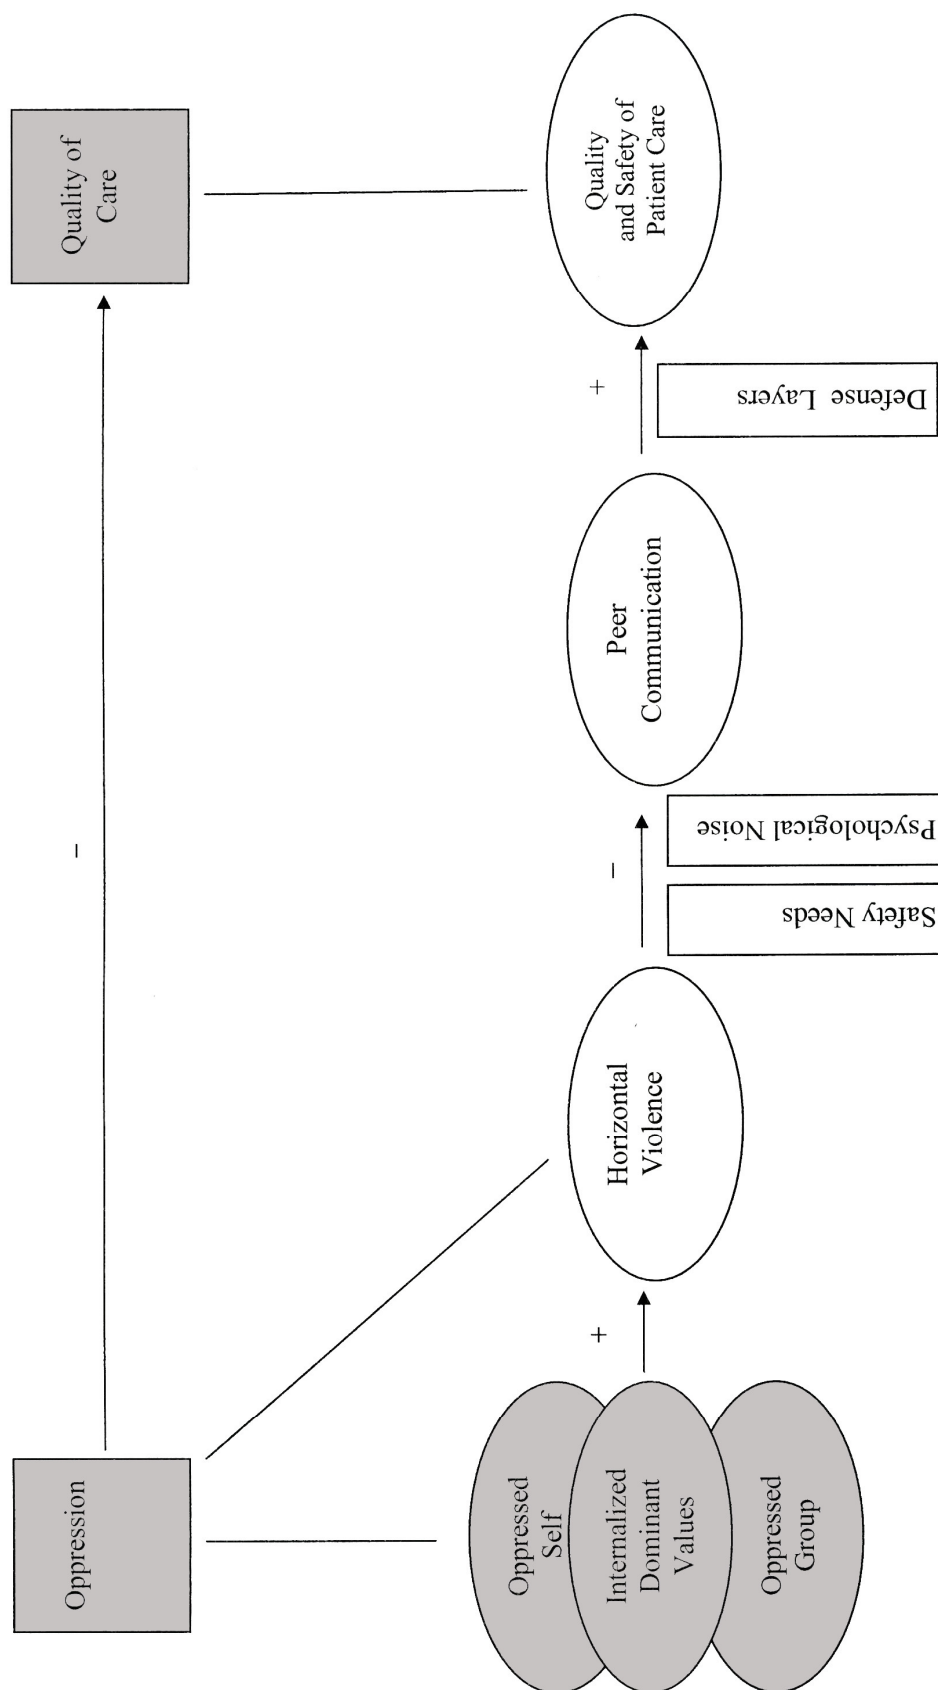 Oppression
-
Quality of
Care
Oppressed
Self
Internalized
Dominant
Values
Oppressed
Group
+
Horizontal
Violence
-
Peer
Communication
+
Quality
and Safety of
Patient Care
Safety Needs
Psychological Noise
Defense Layers